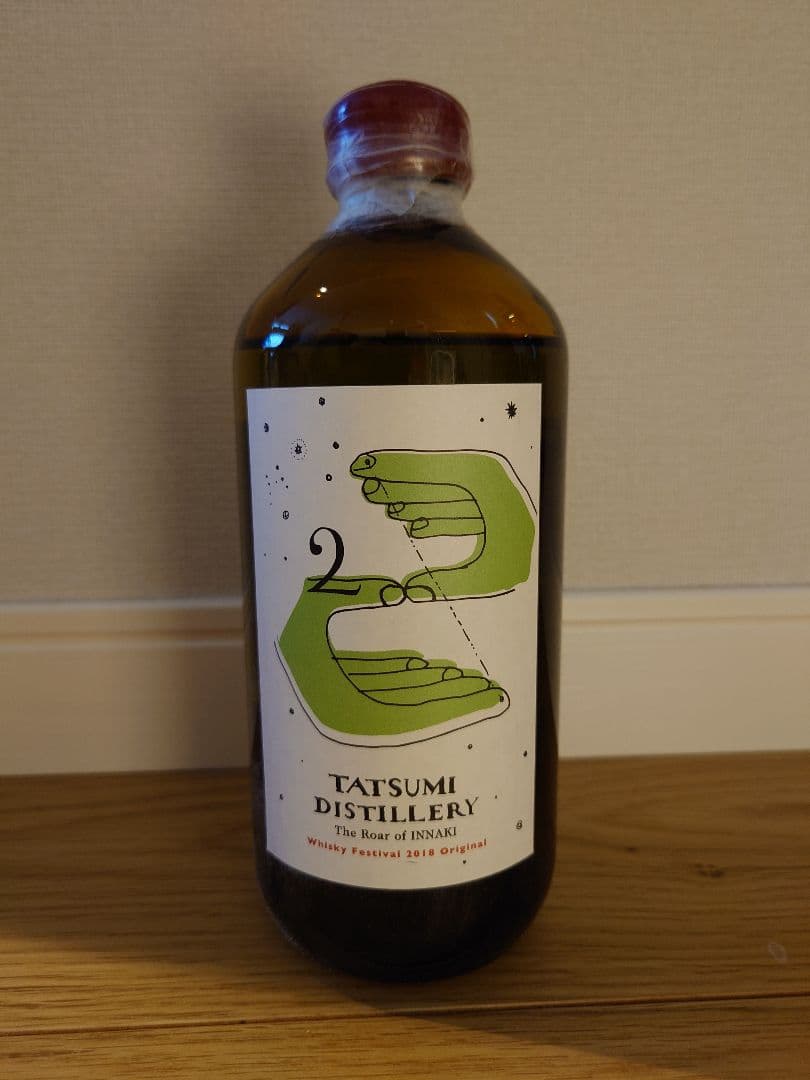 2
TATSUMI
DISTILLERY
The Roar of INNAKI
Whisky Festival 2018 Original